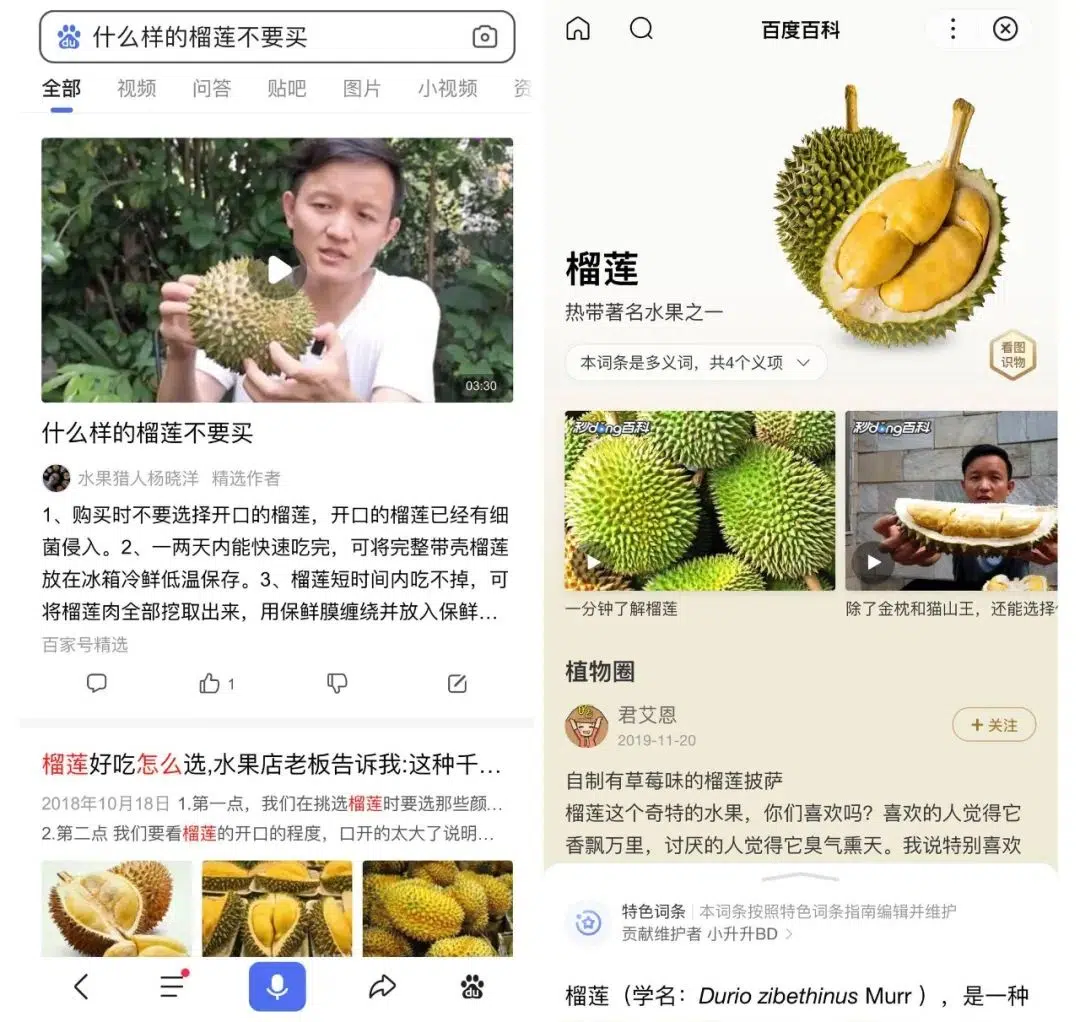 什么样的榴莲不要买
全部 视频 问答 贴吧 图片 小视频
03:30
什么样的榴莲不要买
水果猎人杨晓洋 精选作者
1、购买时不要选择开口的榴莲，开口的榴莲已经有细
菌侵入。2、一两天内能快速吃完，可将完整带壳榴莲
放在冰箱冷鲜低温保存。3、榴莲短时间内吃不掉，可
将榴莲肉全部挖取出来，用保鲜膜缠绕并放入保鲜...
百家号精选
1
榴莲好吃怎么选,水果店老板告诉我:这种千...
2018年10月18日 1.第一点，我们在挑选榴莲时要选那些颜...
2.第二点 我们要看榴莲的开口的程度，口开的太大了说明...
百度百科
榴莲
热带著名水果之一
本词条是多义词，共4个义项
看图
识物
秒dong百科
秒dong百科
一分钟了解榴莲
除了金枕和猫山王，还能选择
植物圈
君艾恩
2019-11-20
+关注
自制有草莓味的榴莲披萨
榴莲这个奇特的水果，你们喜欢吗？喜欢的人觉得它
香飘万里，讨厌的人觉得它臭气熏天。我说特别喜欢
特色词条 | 本词条按照特色词条指南编辑并维护
贡献维护者 小升升BD >
榴莲（学名：Durio zibethinus Murr ），是一种